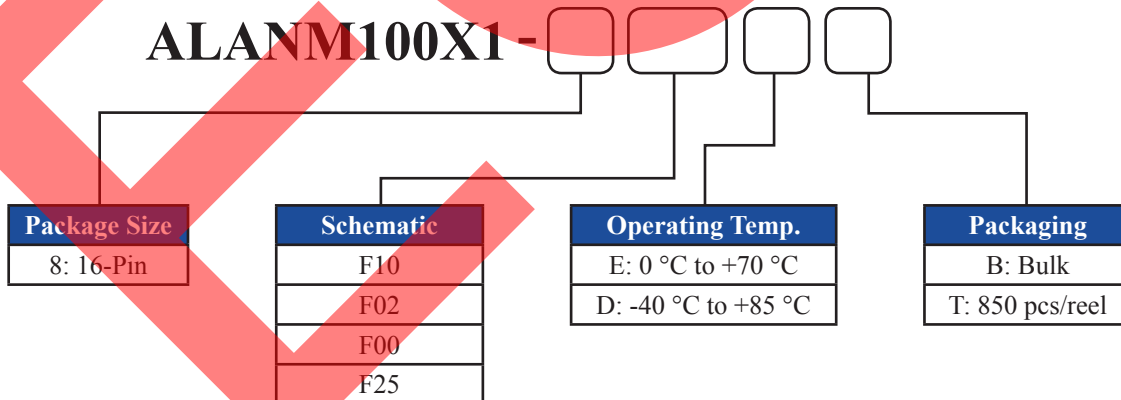 ALANM100X1 -
Package Size
8: 16-Pin
Schematic
F10
F02
F00
F25
Operating Temp.
E: 0 °C to +70 °C
D: -40 °C to +85 °C
Packaging
B: Bulk
T: 850 pcs/reel